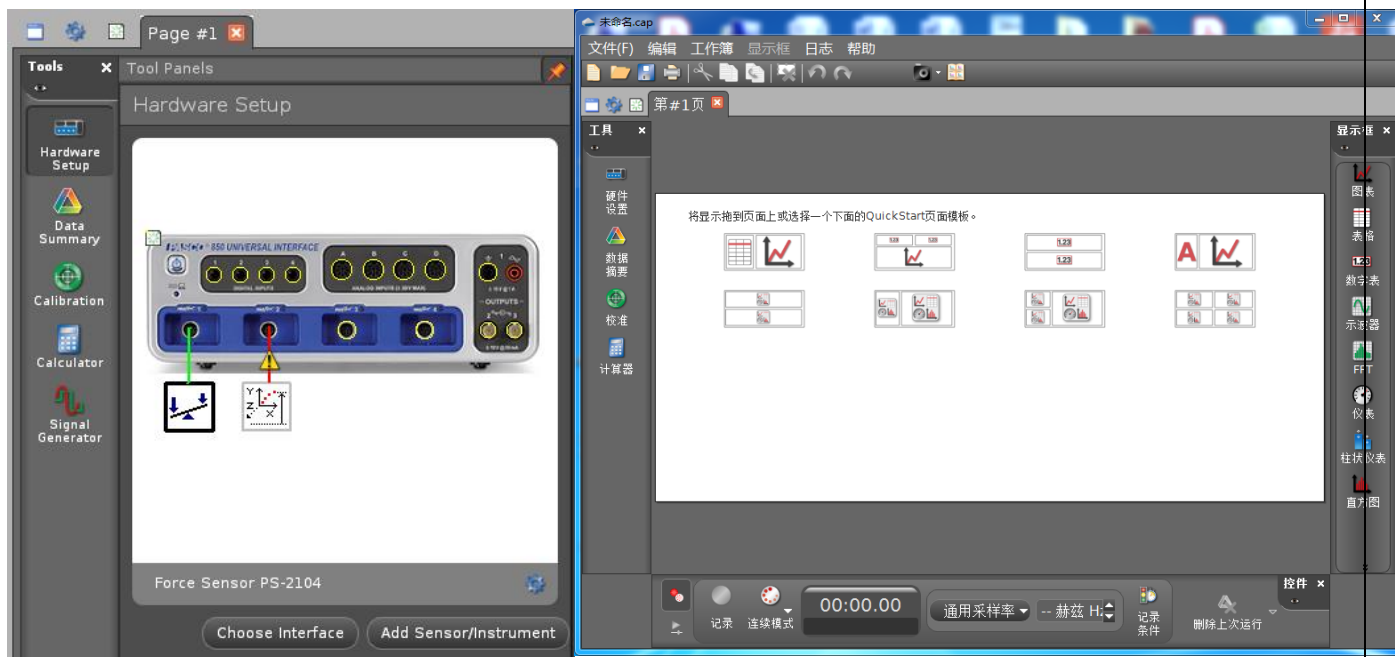 Page #1
Tools
Tool Panels
Hardware Setup
Hardware
Setup
Data
Summary
Calibration
Calculator
Signal
Generator
850 UNIVERSAL INTERFACE
1 2 3 4
DIGITAL INPUTS
A B C D
OUTPUTS
Y
Z
X
Force Sensor PS-2104
Choose Interface
Add Sensor/Instrument
未命名.cap
文件(F) 编辑 工作簿 显示框 日志 帮助
第#1页
工具
硬件
设置
数据
摘要
校准
计算器
将显示拖到页面上或选择一个下面的QuickStart页面模板。
1.23
1.23
A
显示框
图表
表格
1.23
数字表
示波器
FFT
仪表
柱状仪表
直方图
控件
记录
连续模式
00:00.00
通用采样率
-- 赫兹 Hz
记录
条件
删除上次运行